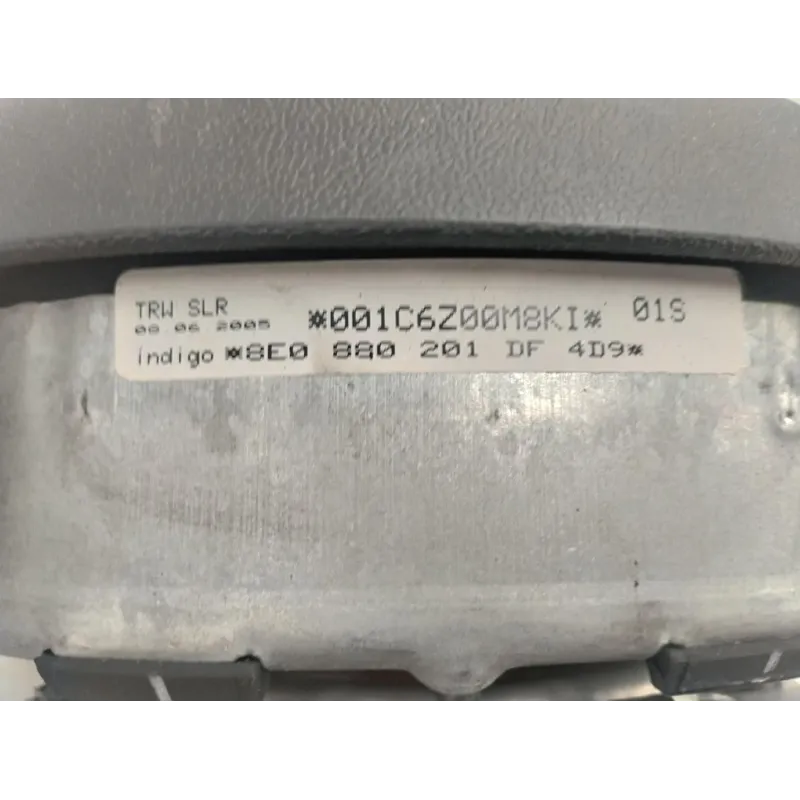 TRW SLR
08 06 2005 *001C6Z00M8KI* 01S
indigo *8E0 880 201 DF 4D9*